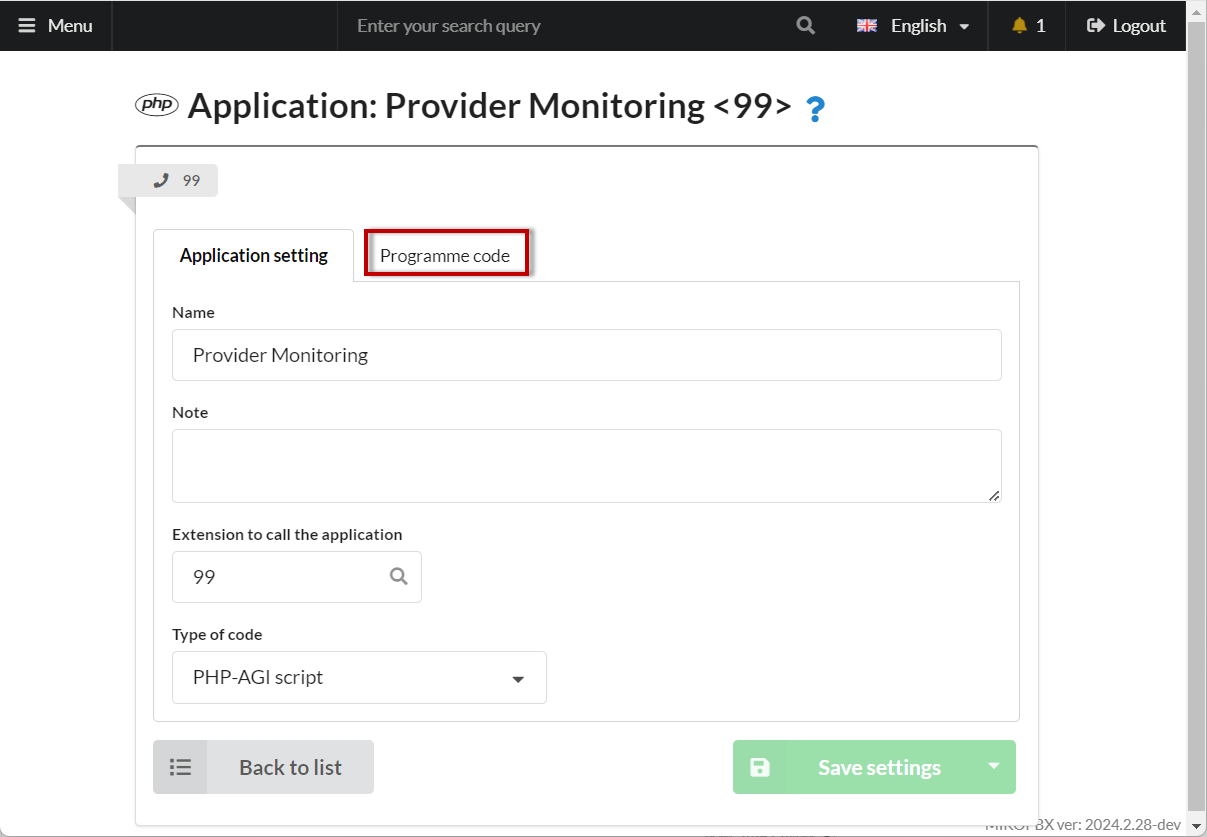 Menu
Enter your search query
English
1
Logout
php
Application: Provider Monitoring <99> ?
99
Application setting
Programme code
Name
Provider Monitoring
Note
Extension to call the application
99
Type of code
PHP-AGI script
Back to list
Save settings
MIKOPBX ver: 2024.2.28-dev